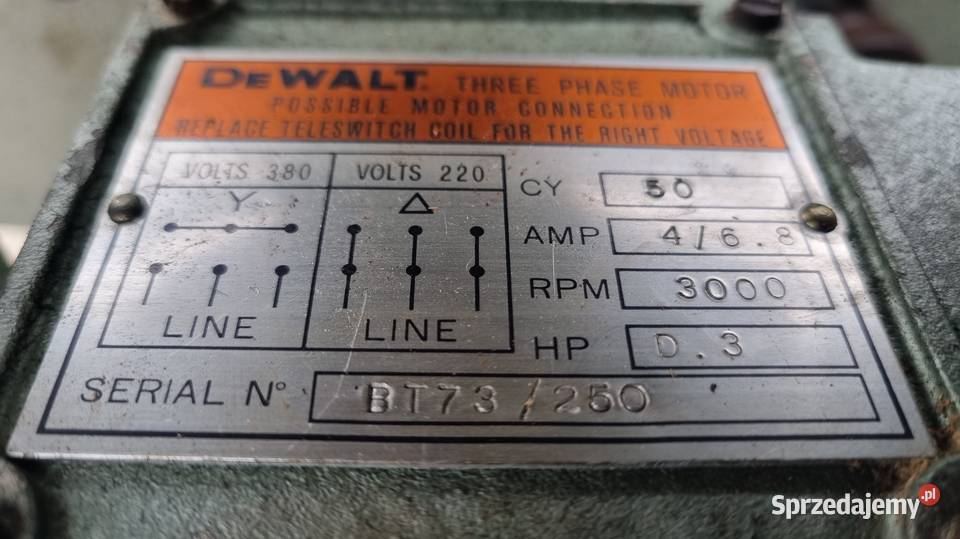 DEWALT. THREE PHASE MOTOR
POSSIBLE MOTOR CONNECTION
REPLACE TELESWITCH COIL FOR THE RIGHT VOLTAGE
VOLTS 380 VOLTS 220
Y Δ
LINE LINE
CY 50
AMP 4/6.8
RPM 3000
HP D.3
SERIAL N° BT73/250
Sprzedajemy.pl